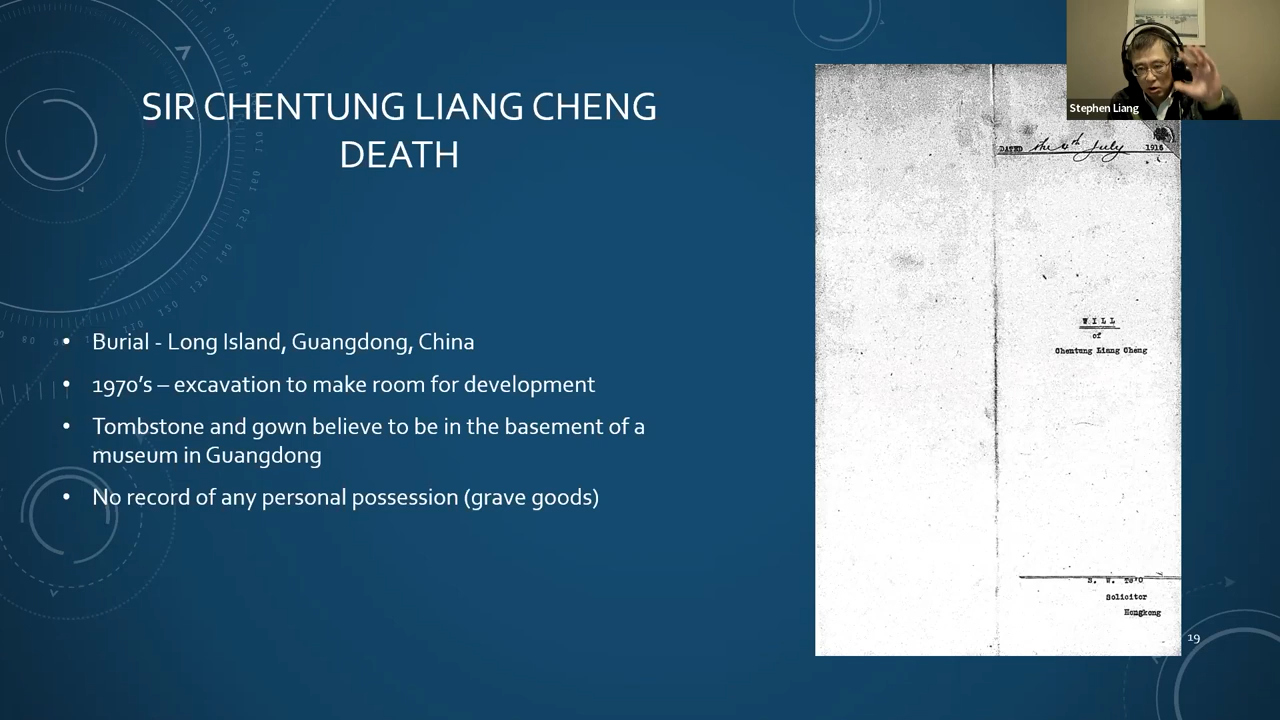 SIR CHENTUNG LIANG CHENG
DEATH
• Burial - Long Island, Guangdong, China
• 1970's – excavation to make room for development
• Tombstone and gown believe to be in the basement of a
museum in Guangdong
• No record of any personal possession (grave goods)
Stephen Liang
DATED the 4th July 1916
WILL
of
Chentung Liang Cheng
Solicitor
Hongkong
19